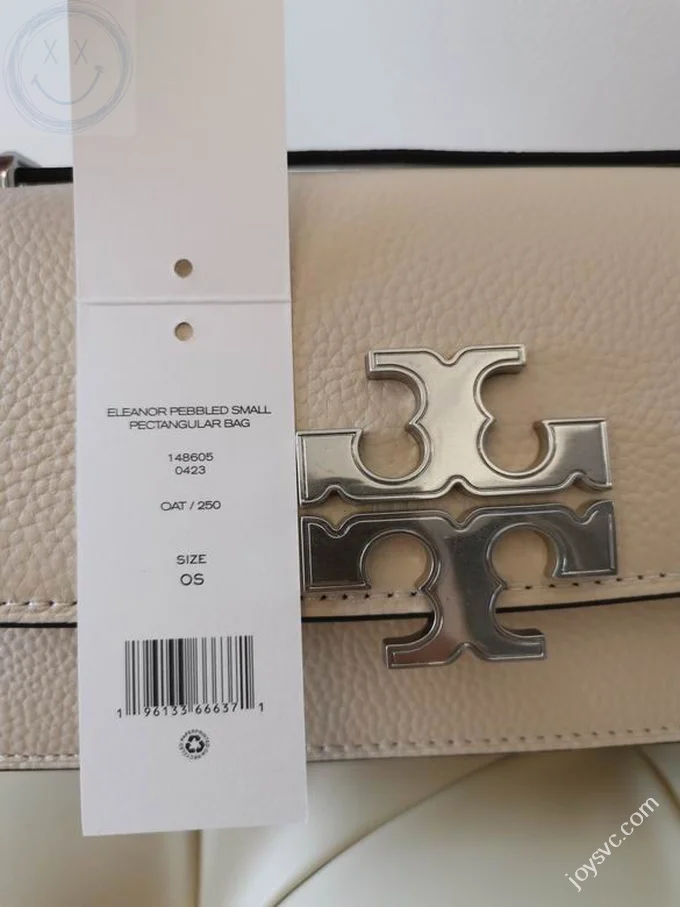 ELEANOR PEBBLED SMALL
PECTANGULAR BAG
148605
0423
OAT / 250
SIZE
OS
1 96133 66637 1
joysvc.com